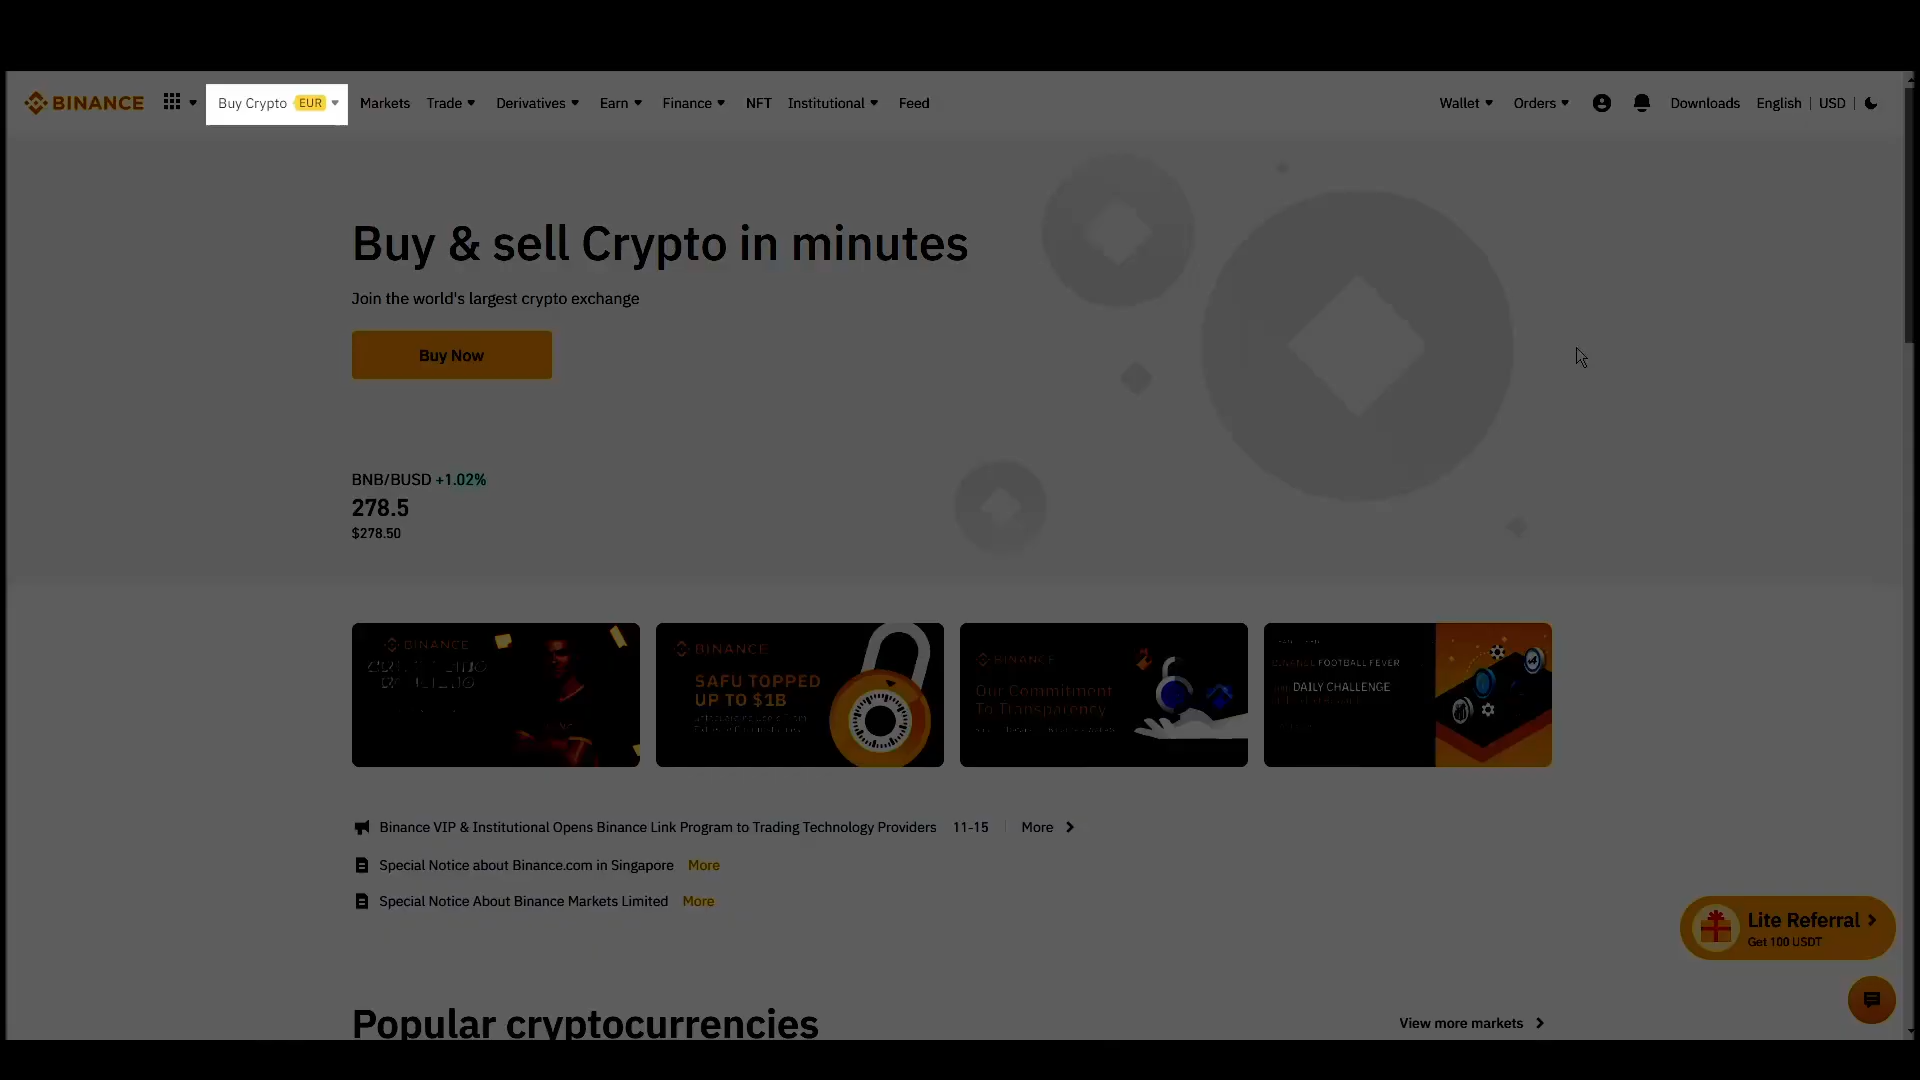 BINANCE
Buy Crypto EUR
Markets
Trade
Derivatives
Earn
Finance
NFT
Institutional
Feed
Wallet
Orders
Downloads
English
USD
Buy & sell Crypto in minutes
Join the world's largest crypto exchange
Buy Now
BNB/BUSD +1.02%
278.5
$278.50
BINANCE
BINANCE
SAFU TOPPED
UP TO $1B
BINANCE
Our Commitment
To Transparency
FOOTBALL FEVER
DAILY CHALLENGE
Binance VIP & Institutional Opens Binance Link Program to Trading Technology Providers 11-15 More
Special Notice about Binance.com in Singapore More
Special Notice About Binance Markets Limited More
Lite Referral
Get 100 USDT
Popular cryptocurrencies
View more markets